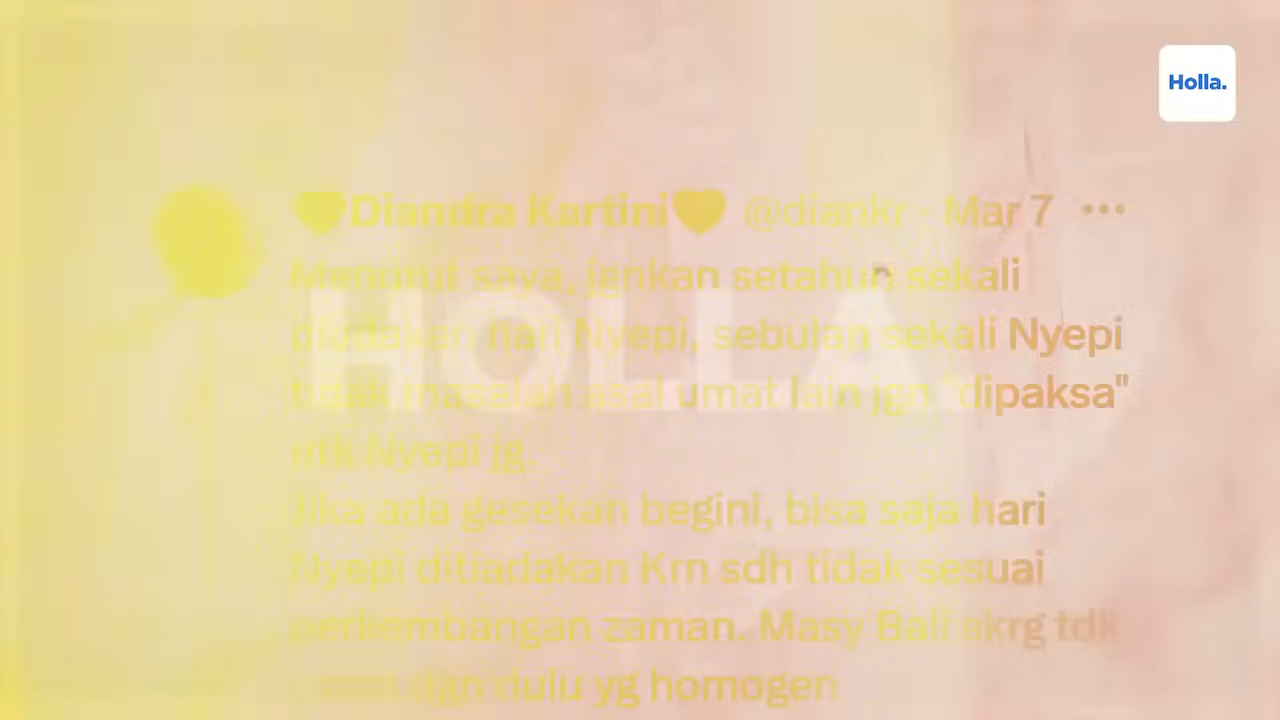 Holla.
💛Diandra Kartini💛 @diankr · Mar 7 •••
Menurut saya, jgnkan setahun sekali
HOLLA
diadakan hari Nyepi, sebulan sekali Nyepi
tidak masalah asal umat lain jgn "dipaksa"
utk Nyepi jg.
Jika ada gesekan begini, bisa saja hari
Nyepi ditiadakan Krn sdh tidak sesuai
perkembangan zaman. Masy Bali skrg tdk
dgn dulu yg homogen